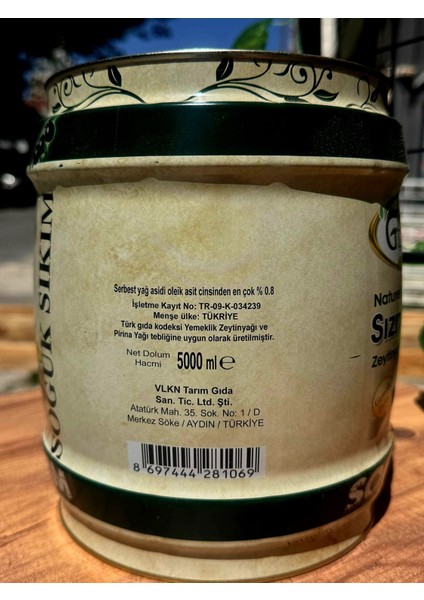 SOĞUK SIKIM
Serbest yağ asidi oleik asit cinsinden en çok % 0.8
İşletme Kayıt No: TR-09-K-034239
Menşe ülke: TÜRKİYE
Türk gıda kodeksi Yemeklik Zeytinyağı ve
Pirina Yağı tebliğine uygun olarak üretilmiştir.
Net Dolum
Hacmi
5000 ml ℮
VLKN Tarım Gıda
San. Tic. Ltd. Şti.
Atatürk Mah. 35. Sok. No: 1 / D
Merkez Söke / AYDIN / TÜRKİYE
8 697444 281069